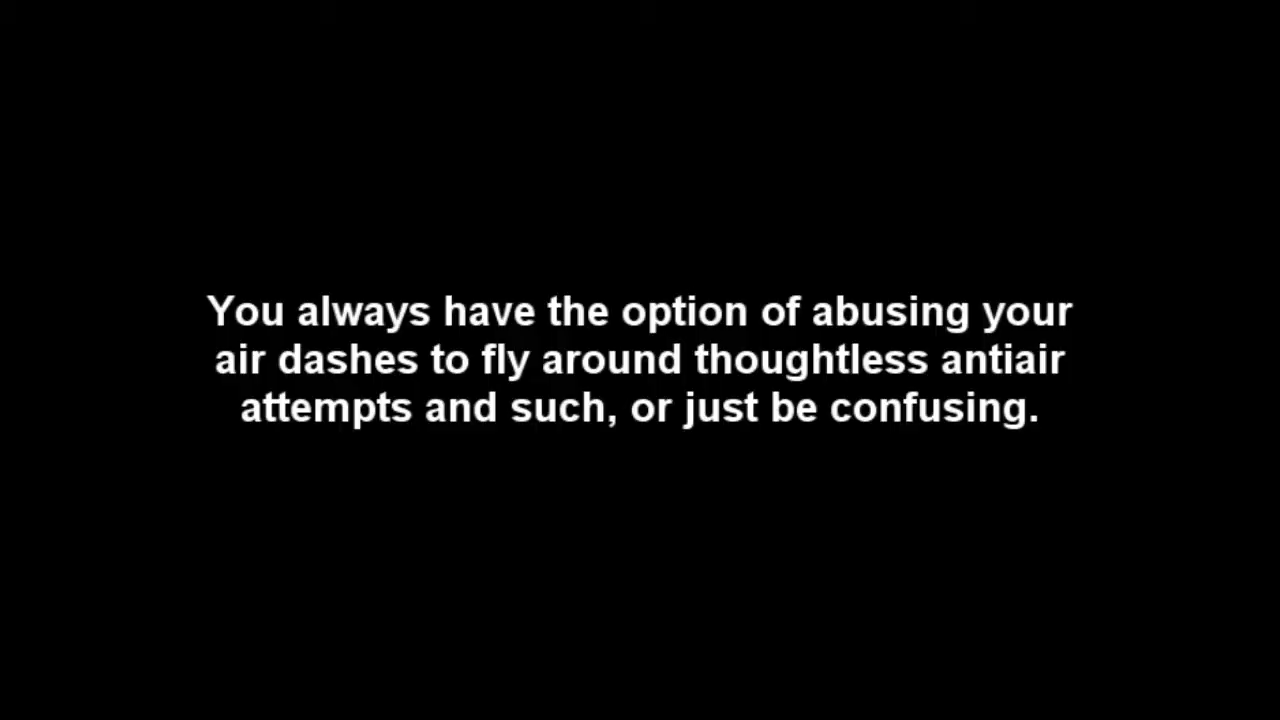 You always have the option of abusing your
air dashes to fly around thoughtless antiair
attempts and such, or just be confusing.